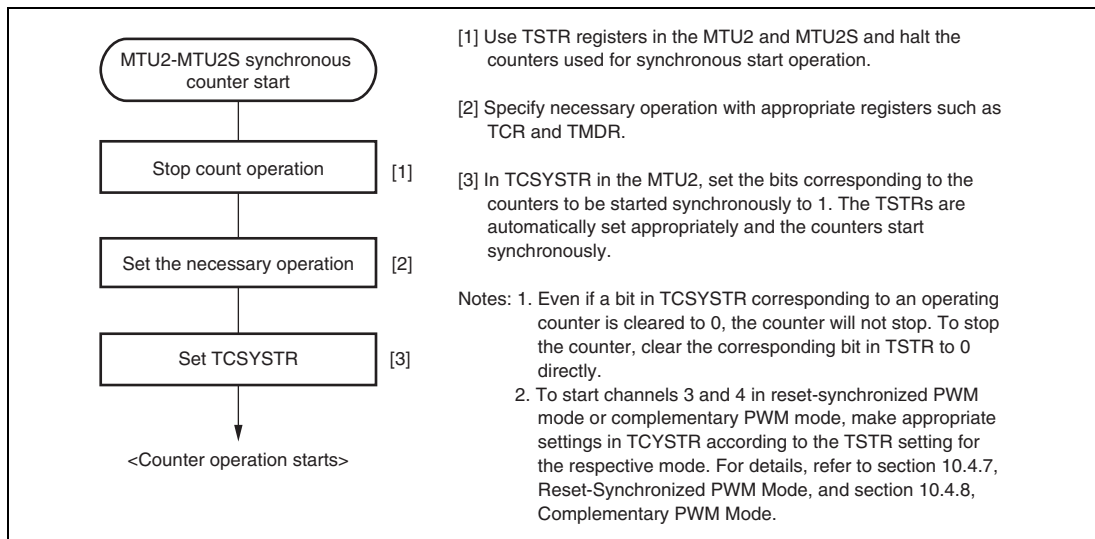 MTU2-MTU2S synchronous
counter start
Stop count operation
[1]
Set the necessary operation
[2]
Set TCSYSTR
[3]
<Counter operation starts>
[1] Use TSTR registers in the MTU2 and MTU2S and halt the
counters used for synchronous start operation.
[2] Specify necessary operation with appropriate registers such as
TCR and TMDR.
[3] In TCSYSTR in the MTU2, set the bits corresponding to the
counters to be started synchronously to 1. The TSTRs are
automatically set appropriately and the counters start
synchronously.
Notes: 1. Even if a bit in TCSYSTR corresponding to an operating
counter is cleared to 0, the counter will not stop. To stop
the counter, clear the corresponding bit in TSTR to 0
directly.
2. To start channels 3 and 4 in reset-synchronized PWM
mode or complementary PWM mode, make appropriate
settings in TCYSTR according to the TSTR setting for
the respective mode. For details, refer to section 10.4.7,
Reset-Synchronized PWM Mode, and section 10.4.8,
Complementary PWM Mode.